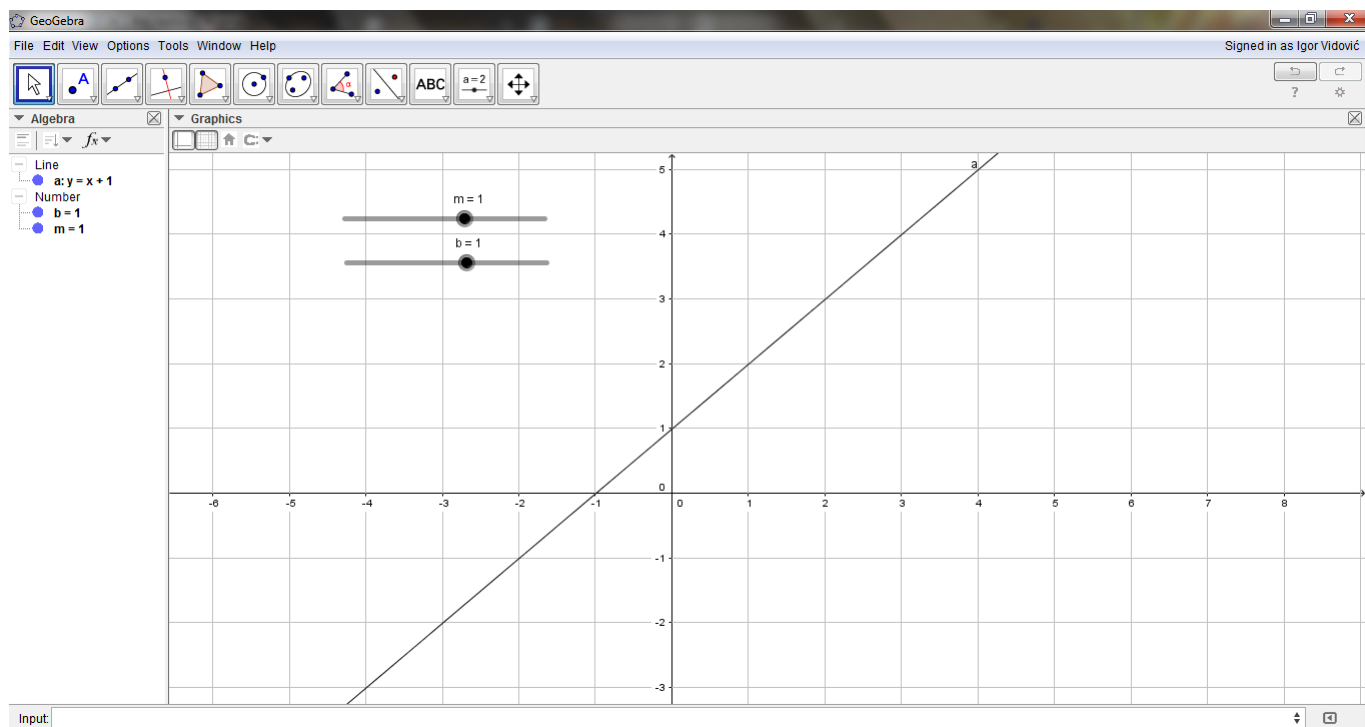 GeoGebra
File Edit View Options Tools Window Help
Signed in as Igor Vidović
A
α
ABC
a=2
?
Algebra
Graphics
fx
C:
Line
a: y = x + 1
Number
b = 1
m = 1
m = 1
b = 1
a
5
4
3
2
1
0
-6 -5 -4 -3 -2 -1 0 1 2 3 4 5 6 7 8
-1
-2
-3
Input: